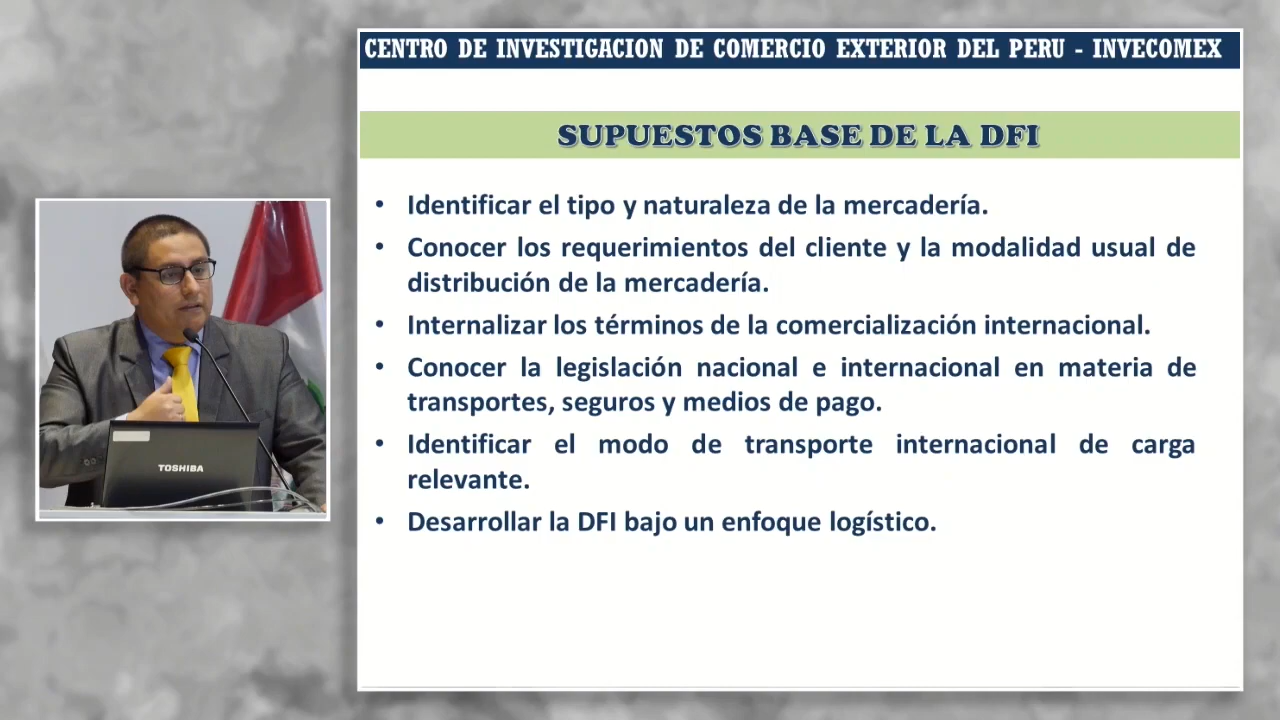 CENTRO DE INVESTIGACION DE COMERCIO EXTERIOR DEL PERU - INVECOMEX
SUPUESTOS BASE DE LA DFI
• Identificar el tipo y naturaleza de la mercadería.
• Conocer los requerimientos del cliente y la modalidad usual de
distribución de la mercadería.
• Internalizar los términos de la comercialización internacional.
• Conocer la legislación nacional e internacional en materia de
transportes, seguros y medios de pago.
• Identificar el modo de transporte internacional de carga
relevante.
• Desarrollar la DFI bajo un enfoque logístico.
TOSHIBA